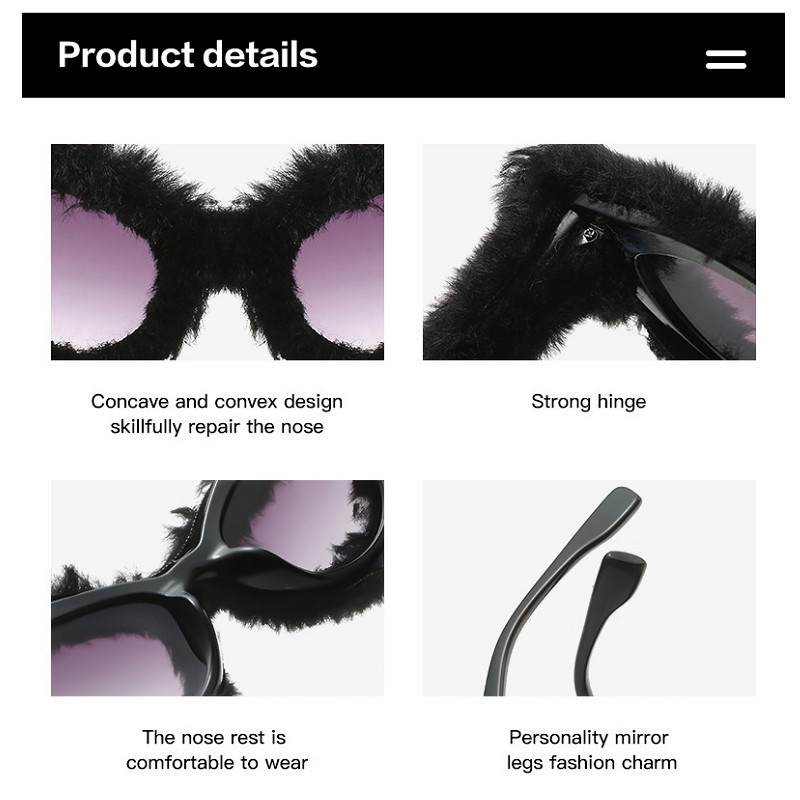 Product details
Concave and convex design
skillfully repair the nose
Strong hinge
The nose rest is
comfortable to wear
Personality mirror
legs fashion charm